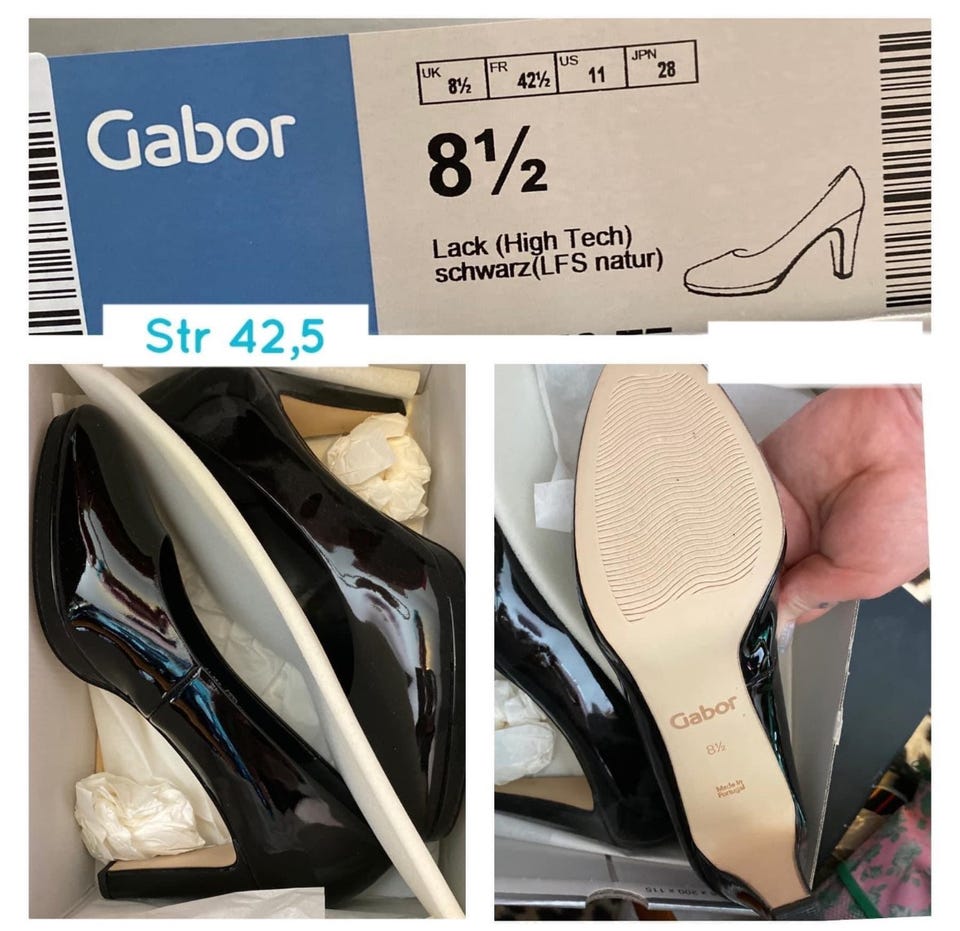 Gabor
UK 8½ FR 42½ US 11 JPN 28
8½
Lack (High Tech)
schwarz(LFS natur)
Str 42,5
Gabor
8½
Made in
Portugal